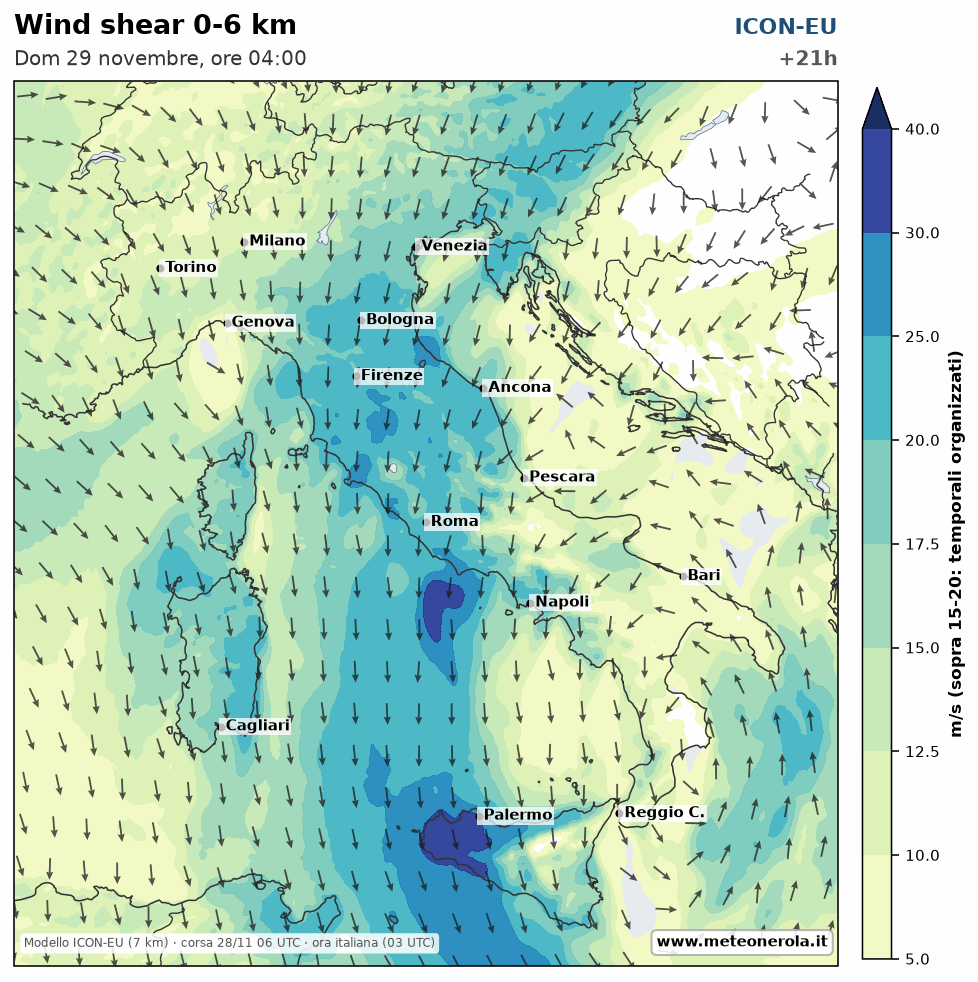 Wind shear 0-6 km
ICON-EU
Dom 29 novembre, ore 04:00
+21h
40.0
30.0
25.0
20.0
17.5
15.0
12.5
10.0
5.0
m/s (sopra 15-20: temporali organizzati)
Milano
Venezia
Torino
Genova
Bologna
Firenze
Ancona
Pescara
Roma
Bari
Napoli
Cagliari
Palermo
Reggio C.
Modello ICON-EU (7 km) · corsa 28/11 06 UTC · ora italiana (03 UTC)
www.meteonerola.it